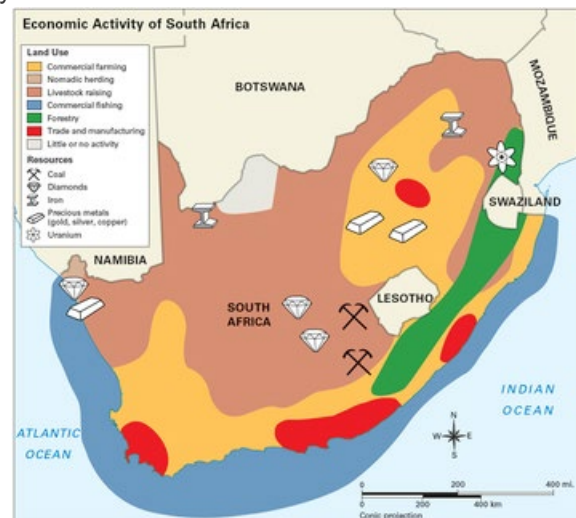 y
Economic Activity of South Africa
Land Use
Commercial farming
Nomadic herding
Livestock raising
Commercial fishing
Forestry
Trade and manufacturing
Little or no activity
Resources
Coal
Diamonds
Iron
Precious metals
(gold, silver, copper)
Uranium
BOTSWANA
MOZAMBIQUE
SWAZILAND
NAMIBIA
LESOTHO
SOUTH
AFRICA
INDIAN
OCEAN
ATLANTIC
OCEAN
N
W
E
S
0 200 400 mi.
0 200 400 km
Conic projection